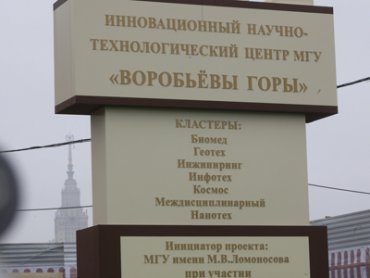 ИННОВАЦИОННЫЙ НАУЧНО-
ТЕХНОЛОГИЧЕСКИЙ ЦЕНТР МГУ
«ВОРОБЬЁВЫ ГОРЫ»
КЛАСТЕРЫ:
Биомед
Геотех
Инжиниринг
Инфотех
Космос
Междисциплинарный
Нанотех
Инициатор проекта:
МГУ имени М.В.Ломоносова
при участии